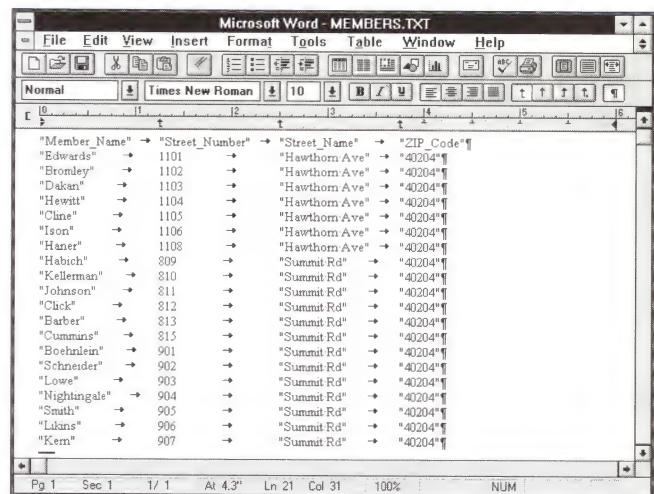 Microsoft Word - MEMBERS.TXT
File Edit View Insert Format Tools Table Window Help
Normal Times New Roman 10 B I U ¶
0 1 2 3 4 5 6
"Member_Name" → "Street_Number" → "Street_Name" → "ZIP_Code"¶
"Edwards" → 1101 → "Hawthorn·Ave" → "40204"¶
"Bromley" → 1102 → "Hawthorn·Ave" → "40204"¶
"Dakan" → 1103 → "Hawthorn·Ave" → "40204"¶
"Hewitt" → 1104 → "Hawthorn·Ave" → "40204"¶
"Cline" → 1105 → "Hawthorn·Ave" → "40204"¶
"Ison" → 1106 → "Hawthorn·Ave" → "40204"¶
"Haner" → 1108 → "Hawthorn·Ave" → "40204"¶
"Habich" → 809 → "Summit·Rd" → "40204"¶
"Kellerman" → 810 → "Summit·Rd" → "40204"¶
"Johnson" → 811 → "Summit·Rd" → "40204"¶
"Click" → 812 → "Summit·Rd" → "40204"¶
"Barber" → 813 → "Summit·Rd" → "40204"¶
"Cummins" → 815 → "Summit·Rd" → "40204"¶
"Boehnlein" → 901 → "Summit·Rd" → "40204"¶
"Schneider" → 902 → "Summit·Rd" → "40204"¶
"Lowe" → 903 → "Summit·Rd" → "40204"¶
"Nightingale" → 904 → "Summit·Rd" → "40204"¶
"Smith" → 905 → "Summit·Rd" → "40204"¶
"Likins" → 906 → "Summit·Rd" → "40204"¶
"Kern" → 907 → "Summit·Rd" → "40204"¶
Pg 1 Sec 1 1/ 1 At 4.3" Ln 21 Col 31 100% NUM